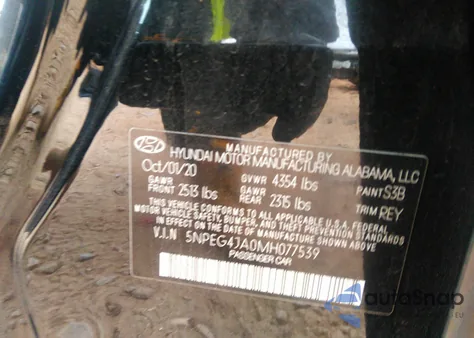 MANUFACTURED BY
HYUNDAI MOTOR MANUFACTURING ALABAMA, LLC
Oct/01/20 GVWR 4354 lbs PAINT S3B
GAWR FRONT 2513 lbs GAWR REAR 2315 lbs TRIM REY
THIS VEHICLE CONFORMS TO ALL APPLICABLE U.S.A. FEDERAL
MOTOR VEHICLE SAFETY, BUMPER, AND THEFT PREVENTION STANDARDS
IN EFFECT ON THE DATE OF MANUFACTURE SHOWN ABOVE.
V.I.N 5NPEG4JA0MH077539
PASSENGER CAR
autoSnap